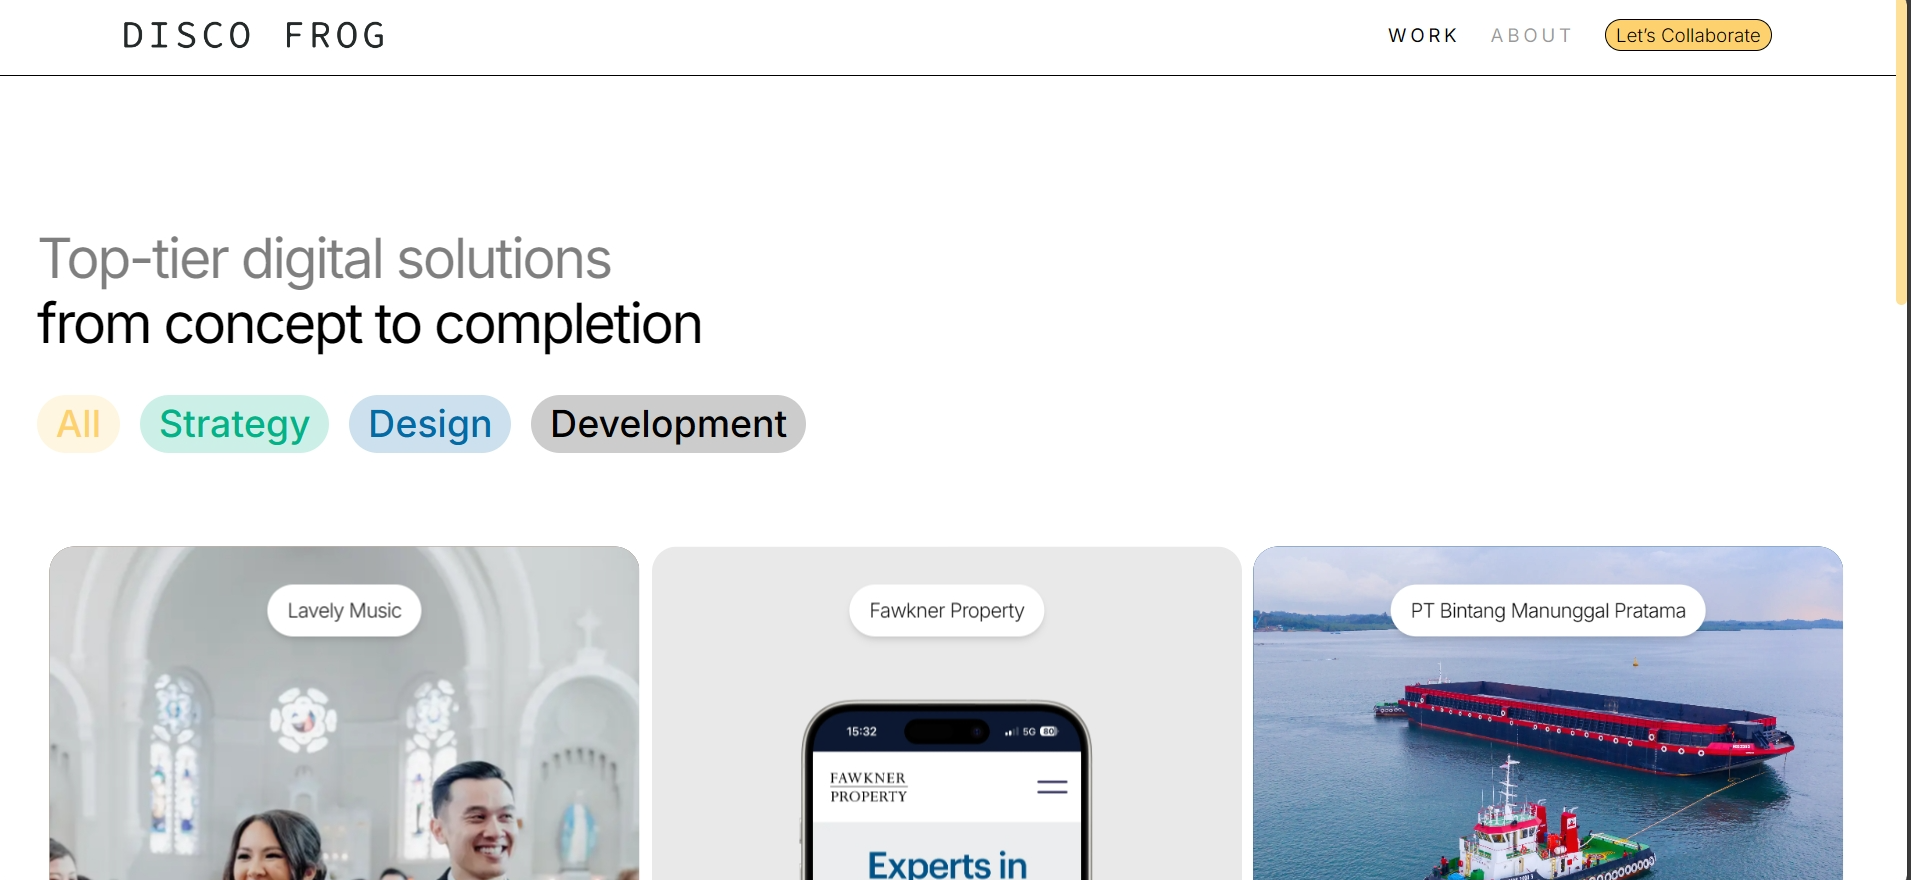 DISCO FROG
WORK ABOUT Let's Collaborate
Top-tier digital solutions
from concept to completion
All Strategy Design Development
Lavely Music
Fawkner Property
PT Bintang Manunggal Pratama
15:32 5G 80
FAWKNER
PROPERTY
Experts in